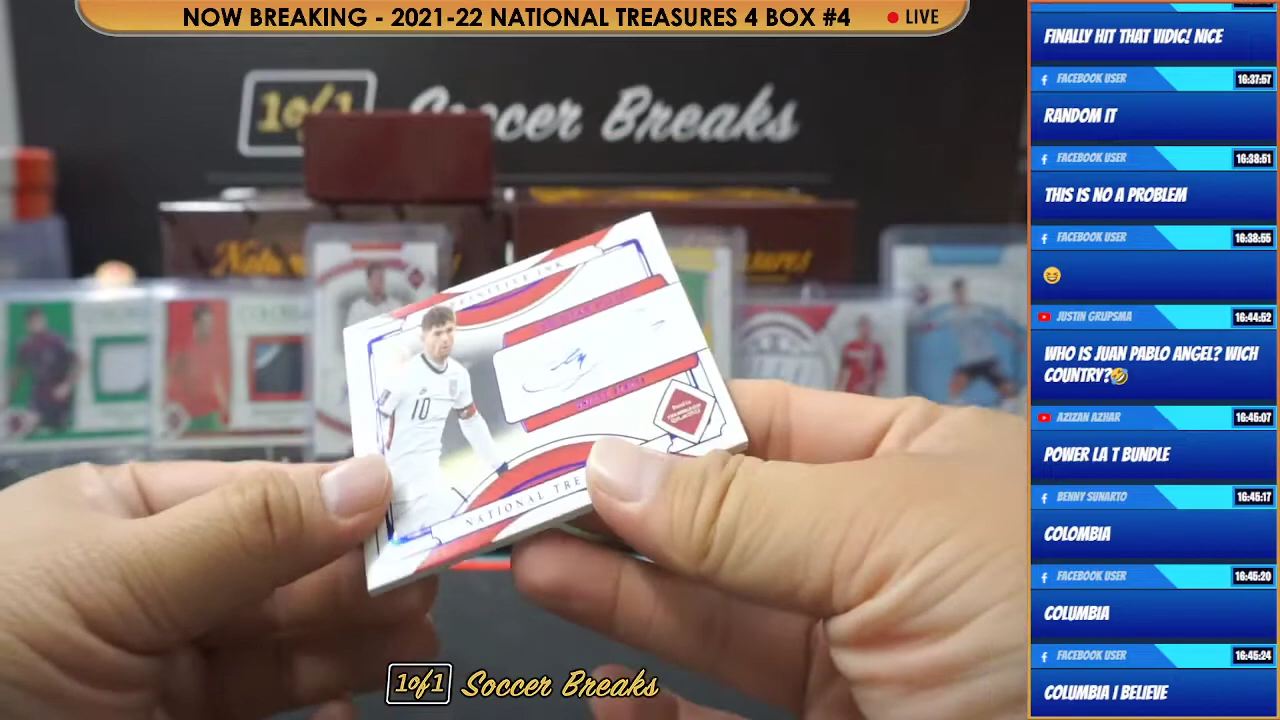 NOW BREAKING - 2021-22 NATIONAL TREASURES 4 BOX #4
LIVE
1of1 Soccer Breaks
10
NATIONAL TRE
1of1 Soccer Breaks
FINALLY HIT THAT VIDIC! NICE
FACEBOOK USER 16:37:57
RANDOM IT
FACEBOOK USER 16:38:51
THIS IS NO A PROBLEM
FACEBOOK USER 16:38:55
😆
JUSTIN GRUPSMA 16:44:52
WHO IS JUAN PABLO ANGEL? WICH
COUNTRY?🤣
AZIZAN AZHAR 16:45:07
POWER LA T BUNDLE
BENNY SUNARTO 16:45:17
COLOMBIA
FACEBOOK USER 16:45:20
COLUMBIA
FACEBOOK USER 16:45:24
COLUMBIA I BELIEVE